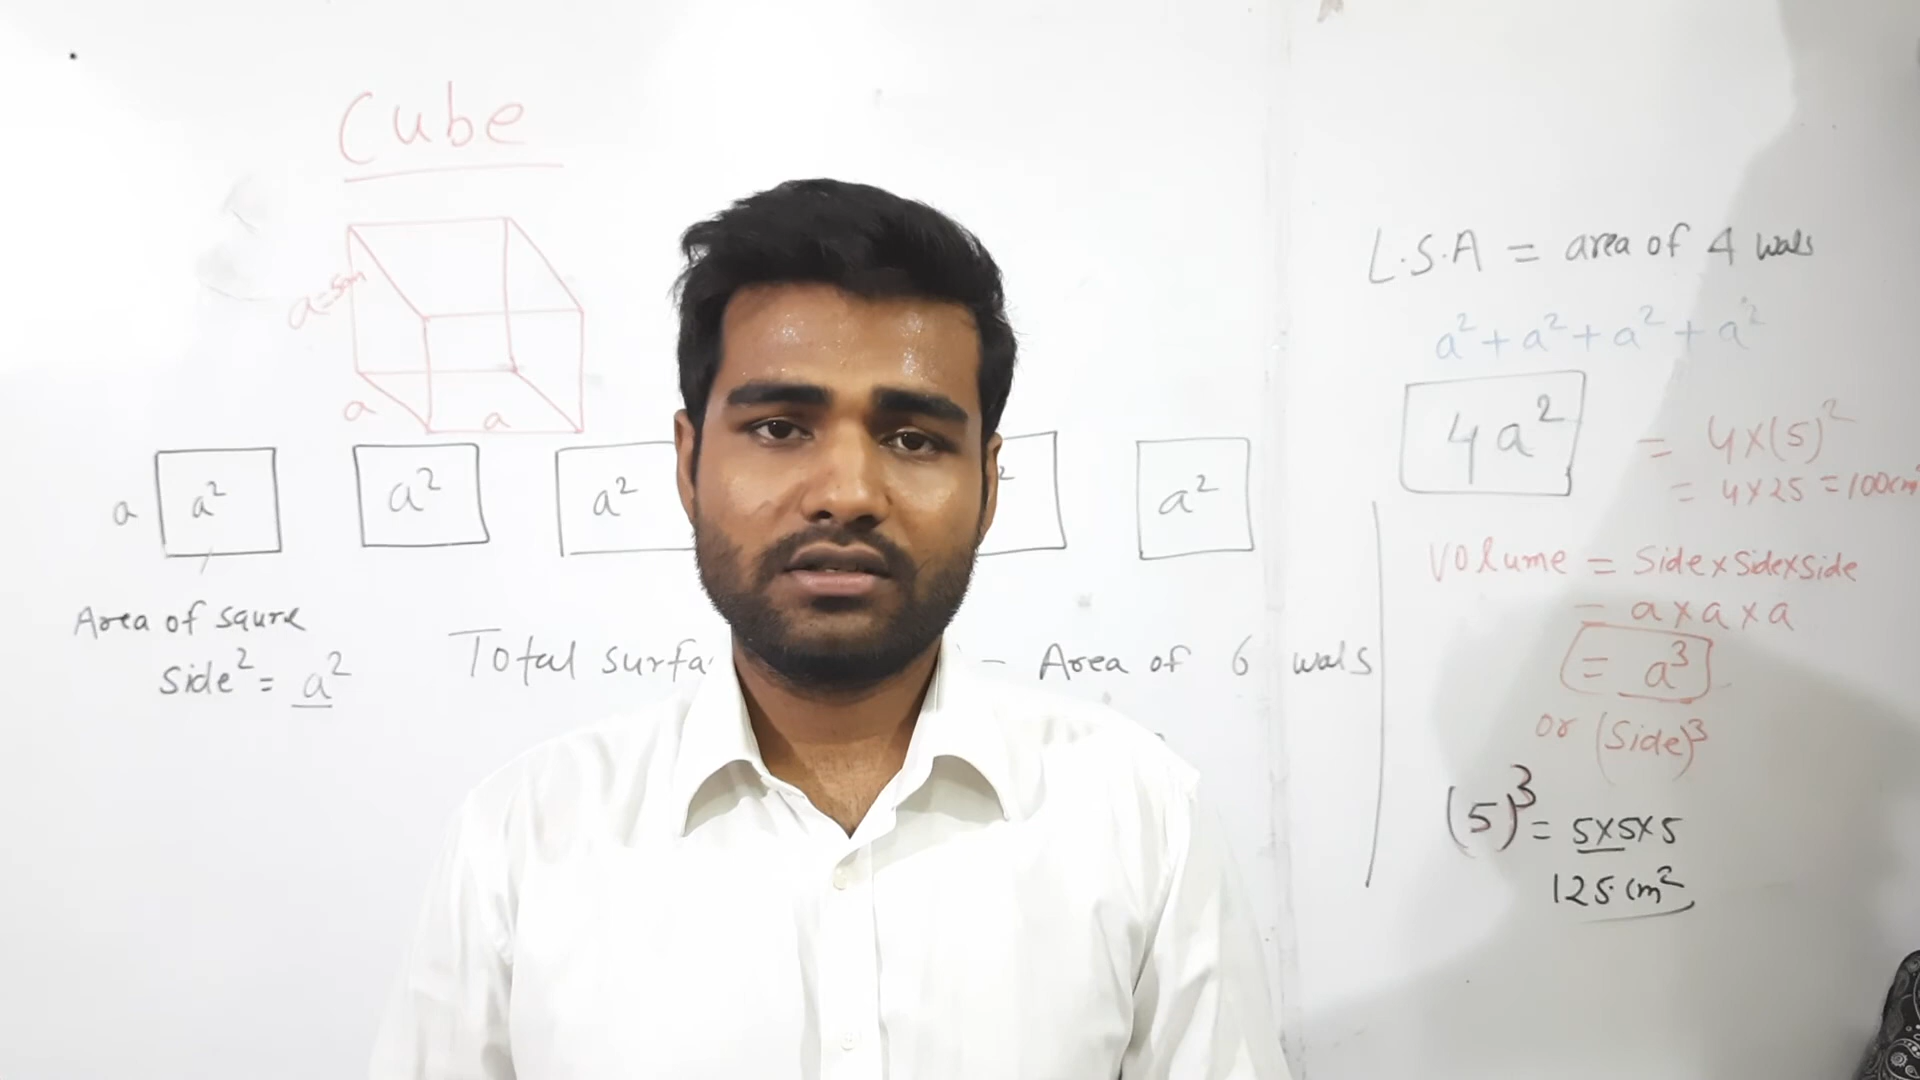 Cube
a=5cm
a
a
a
a²
a²
a²
²
a²
Area of squre
side² = a²
Total surfa
- Area of 6 wals
L.S.A = area of 4 wals
a² + a² + a² + a²
4a²
= 4×(5)²
= 4×25 = 100cm²
Volume = Side×Side×Side
= a×a×a
= a³
or (Side)³
(5)³ = 5×5×5
125 cm²